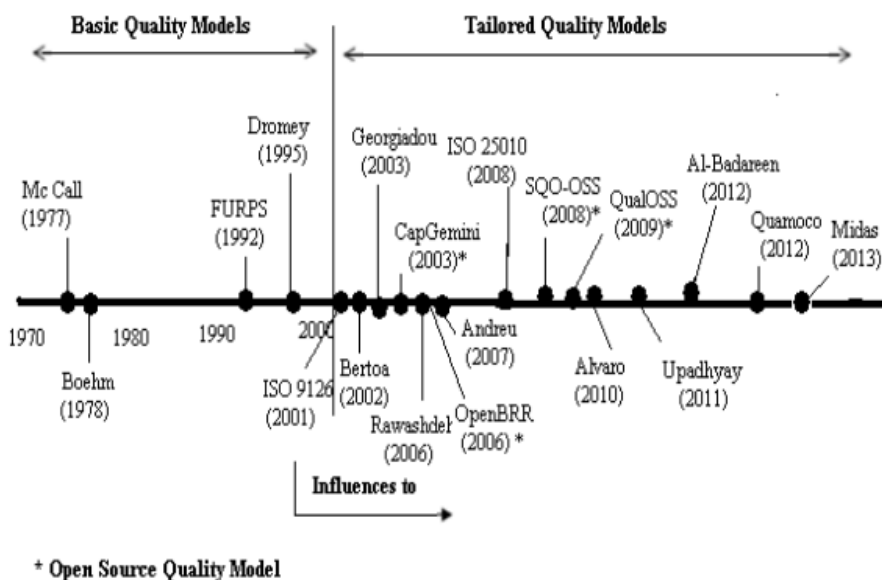 Basic Quality Models
Tailored Quality Models
Mc Call
(1977)
FURPS
(1992)
Dromey
(1995)
Georgiadou
(2003)
CapGemini
(2003)*
ISO 25010
(2008)
SQO-OSS
(2008)*
QualOSS
(2009)*
Al-Badareen
(2012)
Quamoco
(2012)
Midas
(2013)
1970
1980
1990
2000
Boehm
(1978)
ISO 9126
(2001)
Bertoa
(2002)
Rawashdeh
(2006)
OpenBRR
(2006) *
Andreu
(2007)
Alvaro
(2010)
Upadhyay
(2011)
Influences to
* Open Source Quality Model